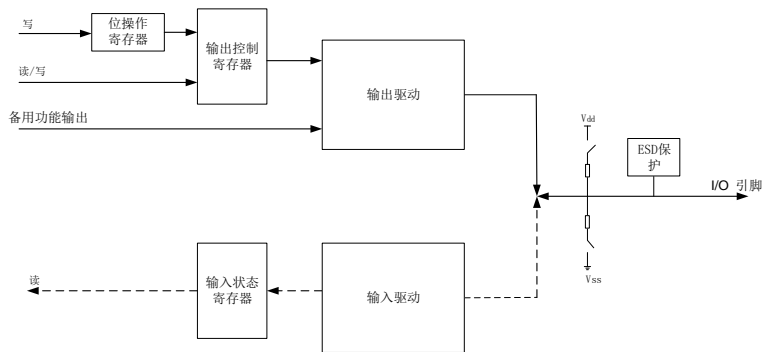 写
位操作
寄存器
输出控制
寄存器
读/写
备用功能输出
输出驱动
Vdd
ESD保
护
I/O 引脚
读
输入状态
寄存器
输入驱动
Vss